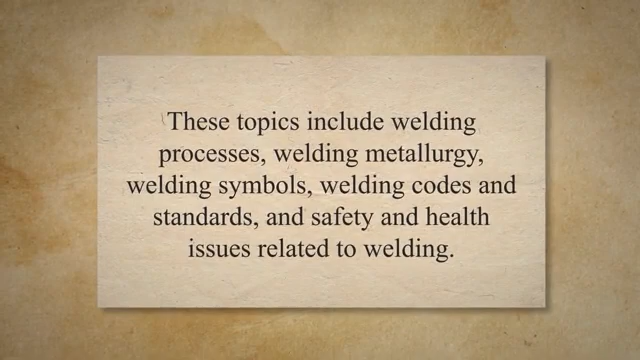 These topics include welding
processes, welding metallurgy,
welding symbols, welding codes and
standards, and safety and health
issues related to welding.